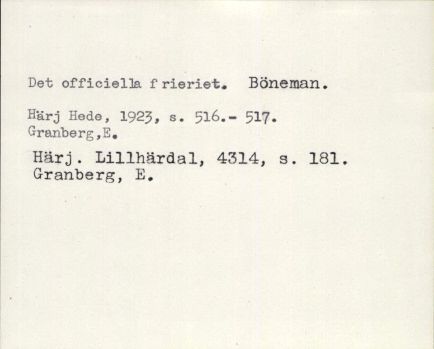 Det officiella frieriet. Böneman.
Härj Hede, 1923, s. 516.- 517.
Granberg,E.
Härj. Lillhärdal, 4314, s. 181.
Granberg, E.